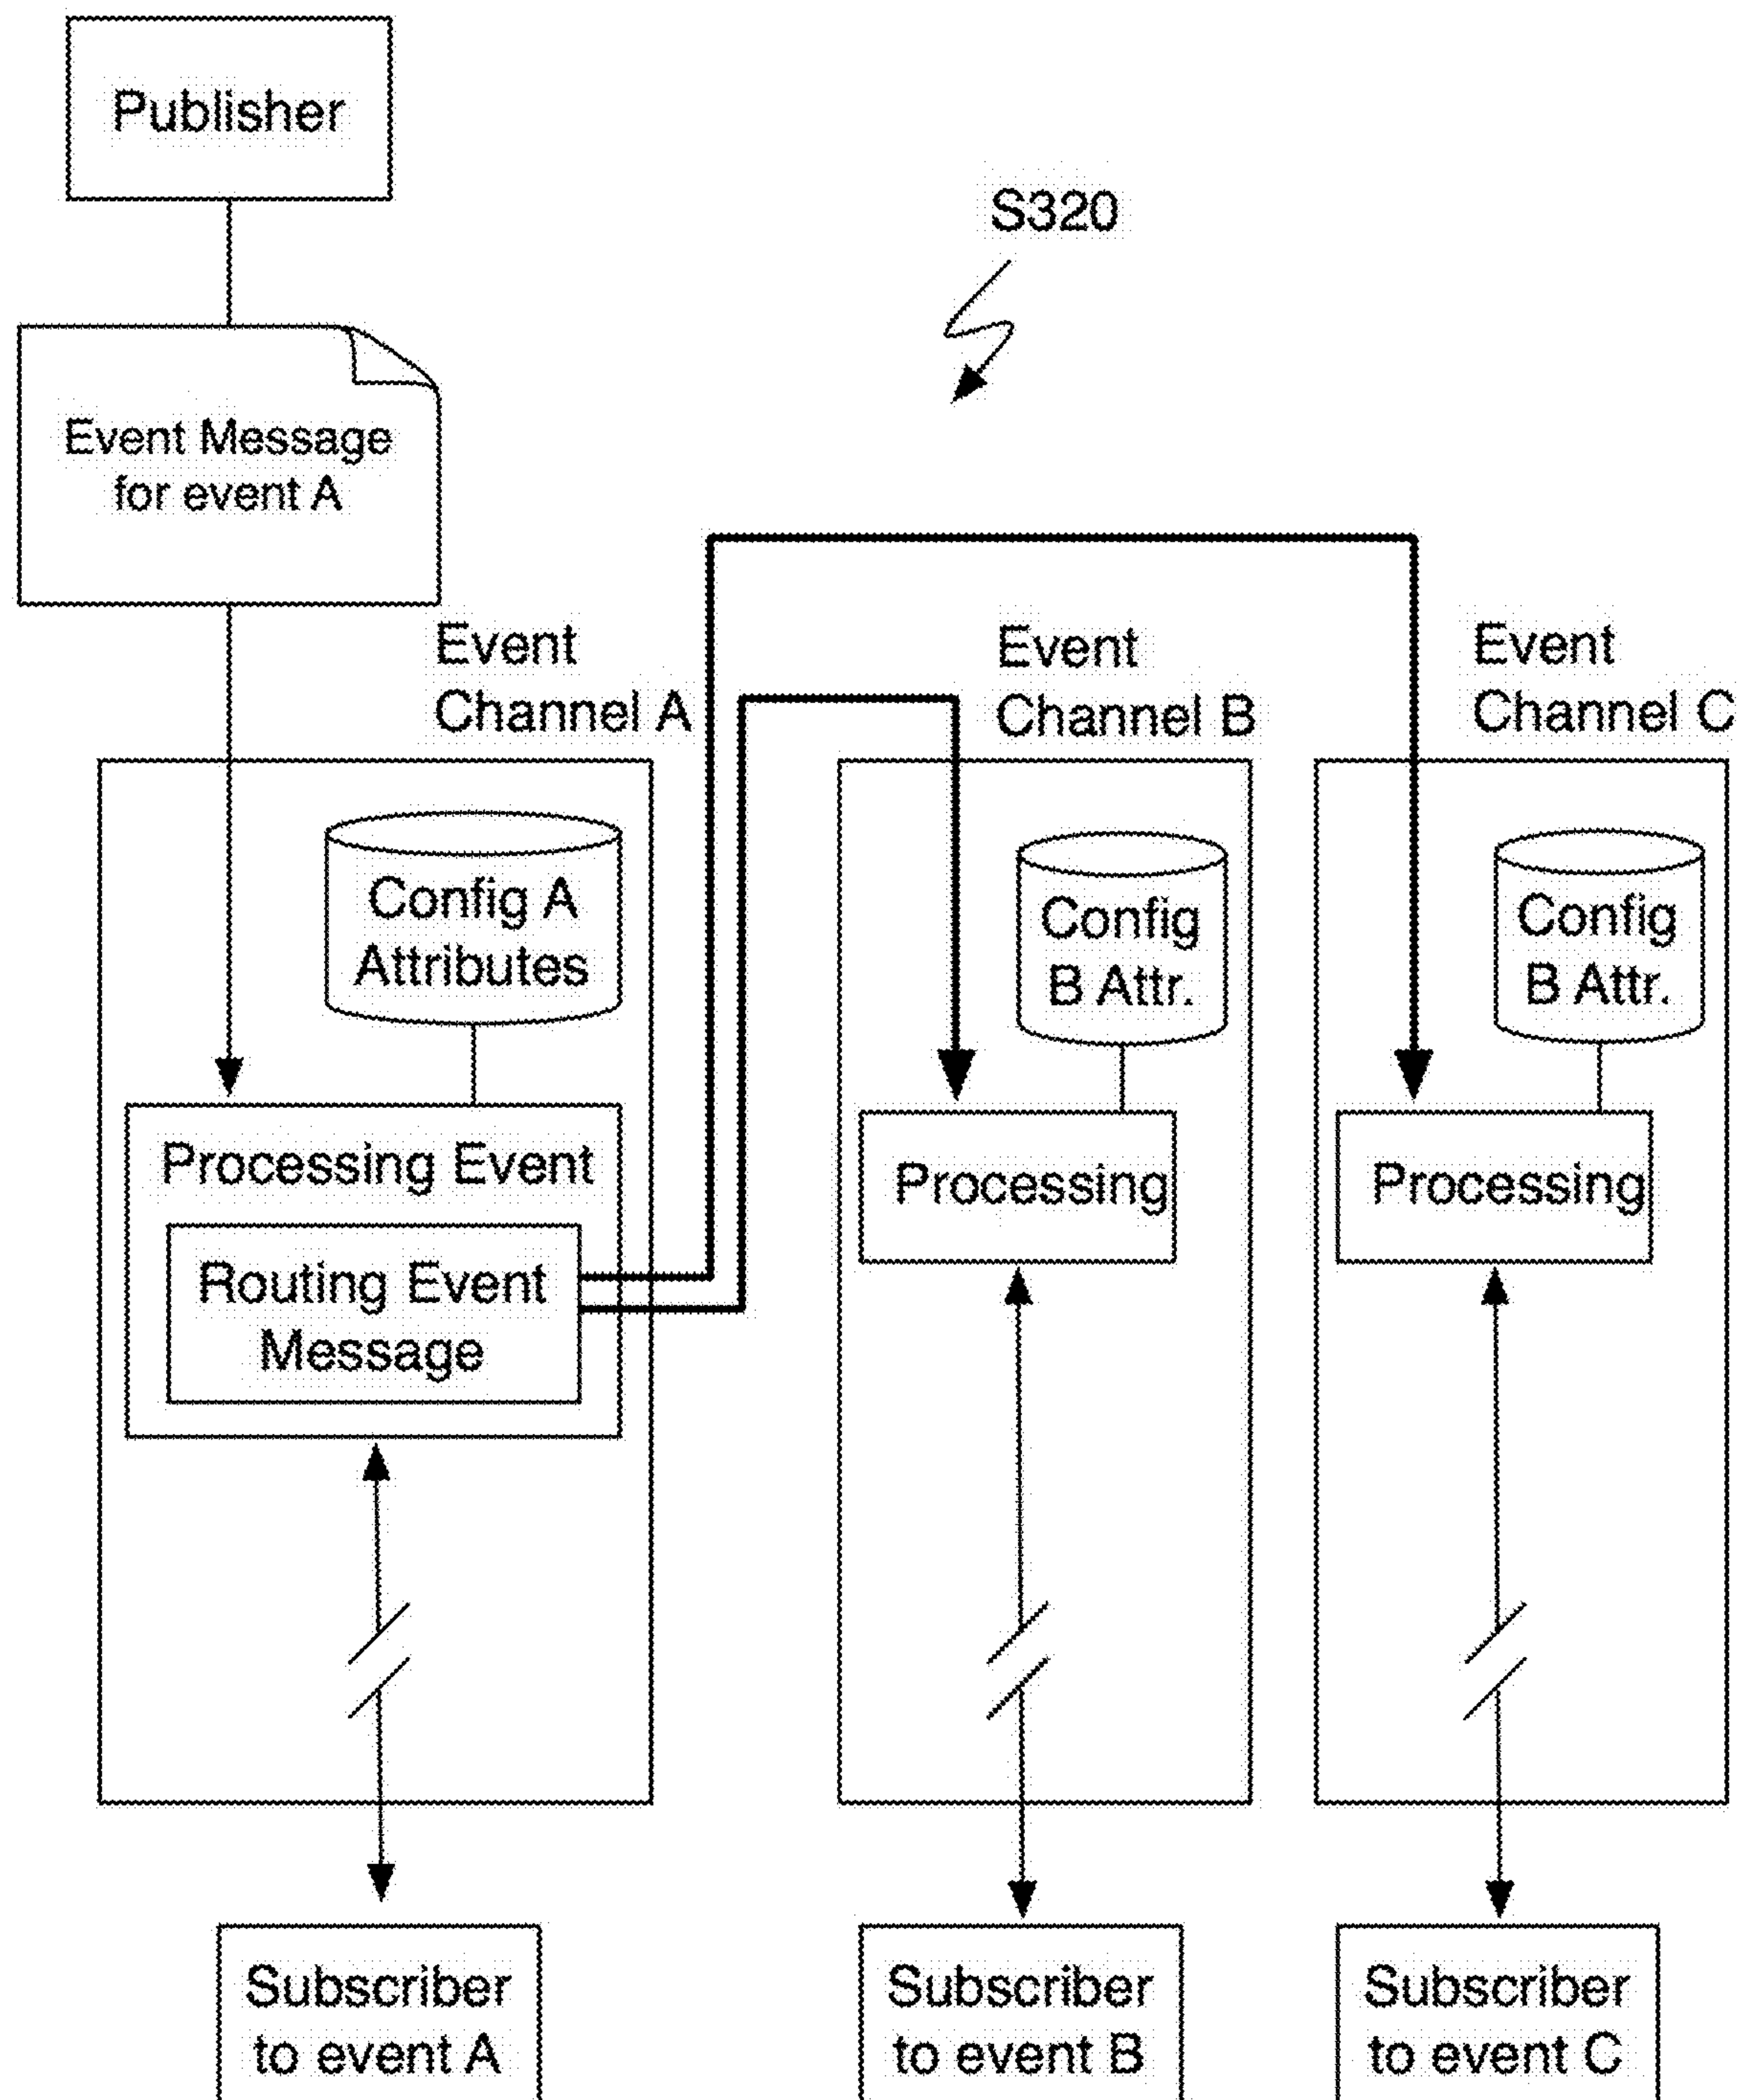 Publisher
S320
Event Message
for event A
Event
Channel A
Event
Channel B
Event
Channel C
Config A
Attributes
Config
B Attr.
Config
B Attr.
Processing Event
Routing Event
Message
Processing
Processing
Subscriber
to event A
Subscriber
to event B
Subscriber
to event C